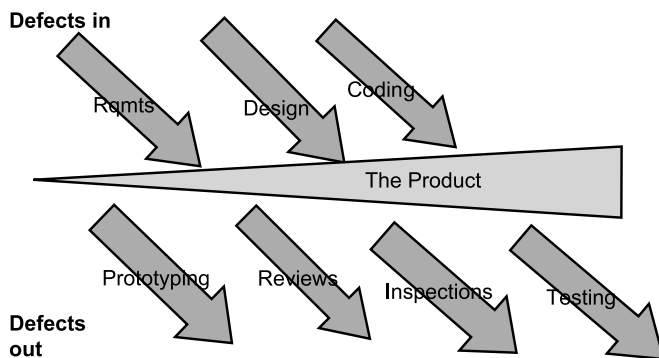 Defects in
Rqmts
Design
Coding
The Product
Prototyping
Reviews
Inspections
Testing
Defects
out